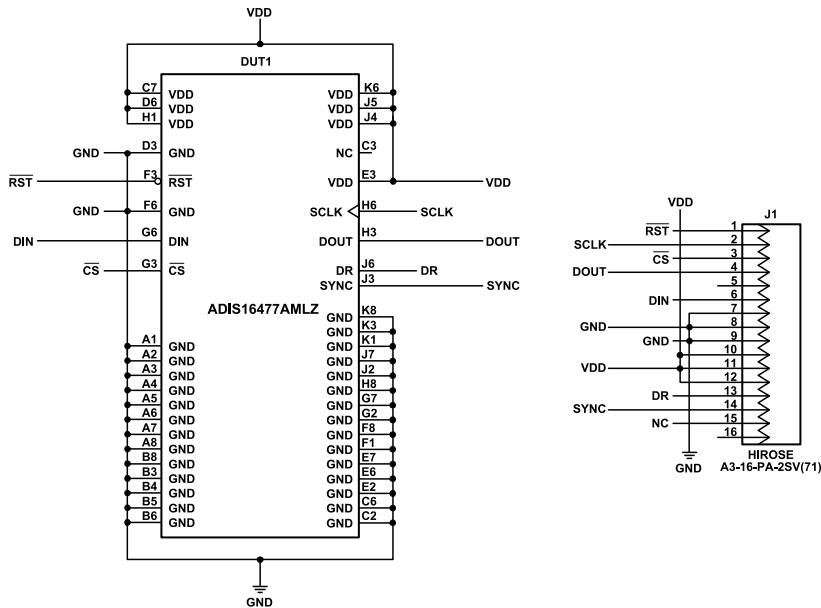 VDD
DUT1
C7 VDD VDD K6
D6 VDD VDD J5
H1 VDD VDD J4
GND D3 GND NC C3
RST F3 RST VDD E3 VDD
GND F6 GND SCLK H6 SCLK
DIN G6 DIN DOUT H3 DOUT
CS G3 CS DR J6 DR
SYNC J3 SYNC
ADIS16477AMLZ
GND K8
GND K3
A1 GND GND K1
A2 GND GND J7
A3 GND GND J2
A4 GND GND H8
A5 GND GND G7
A6 GND GND G2
A7 GND GND F8
A8 GND GND F1
B8 GND GND E7
B3 GND GND E6
B4 GND GND E2
B5 GND GND C6
B6 GND GND C2
GND
VDD
J1
RST 1
SCLK 2
CS 3
DOUT 4
5
DIN 6
7
GND 8
GND 9
10
VDD 11
12
DR 13
SYNC 14
NC 15
16
GND
HIROSE
A3-16-PA-2SV(71)